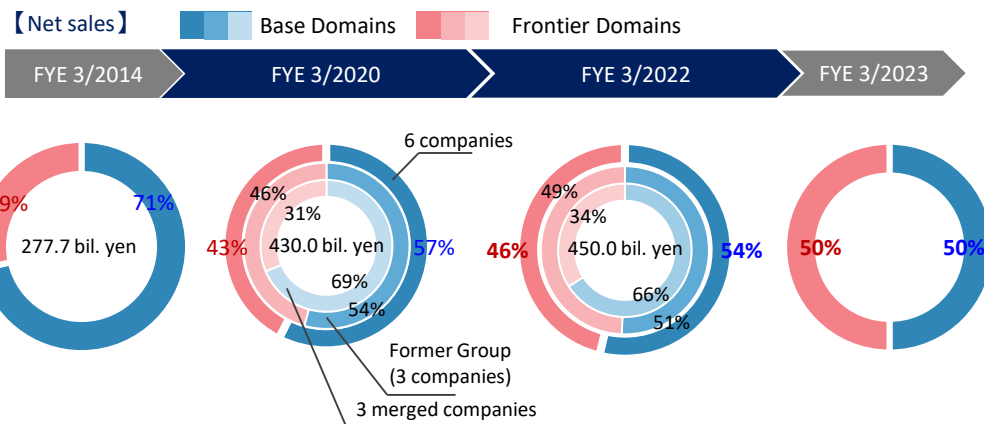 【Net sales】 Base Domains Frontier Domains
FYE 3/2014 FYE 3/2020 FYE 3/2022 FYE 3/2023
6 companies
9% 71%
277.7 bil. yen
46%
31%
43% 430.0 bil. yen 57%
69%
54%
49%
34%
46% 450.0 bil. yen 54%
66%
51%
50% 50%
Former Group
(3 companies)
3 merged companies